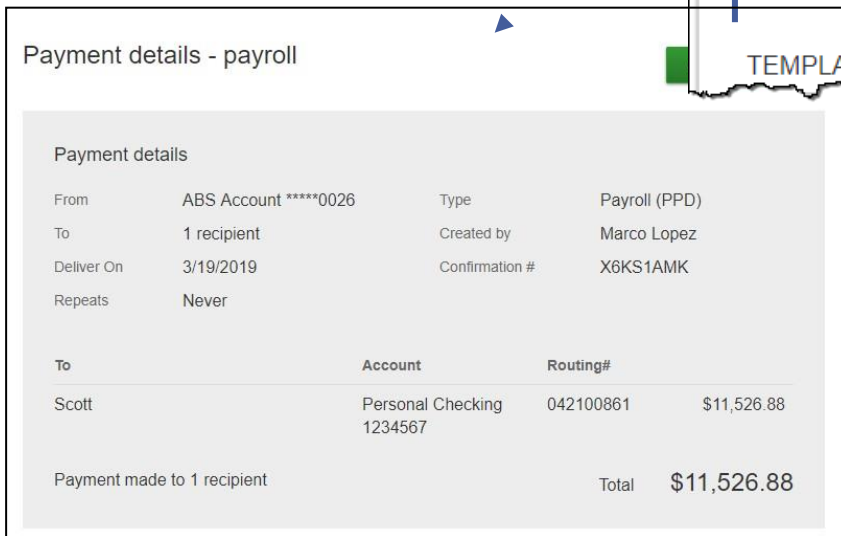 TEMPLA
Payment details - payroll
Payment details
From ABS Account *****0026 Type Payroll (PPD)
To 1 recipient Created by Marco Lopez
Deliver On 3/19/2019 Confirmation # X6KS1AMK
Repeats Never
To Account Routing#
Scott Personal Checking 042100861 $11,526.88
1234567
Payment made to 1 recipient Total $11,526.88